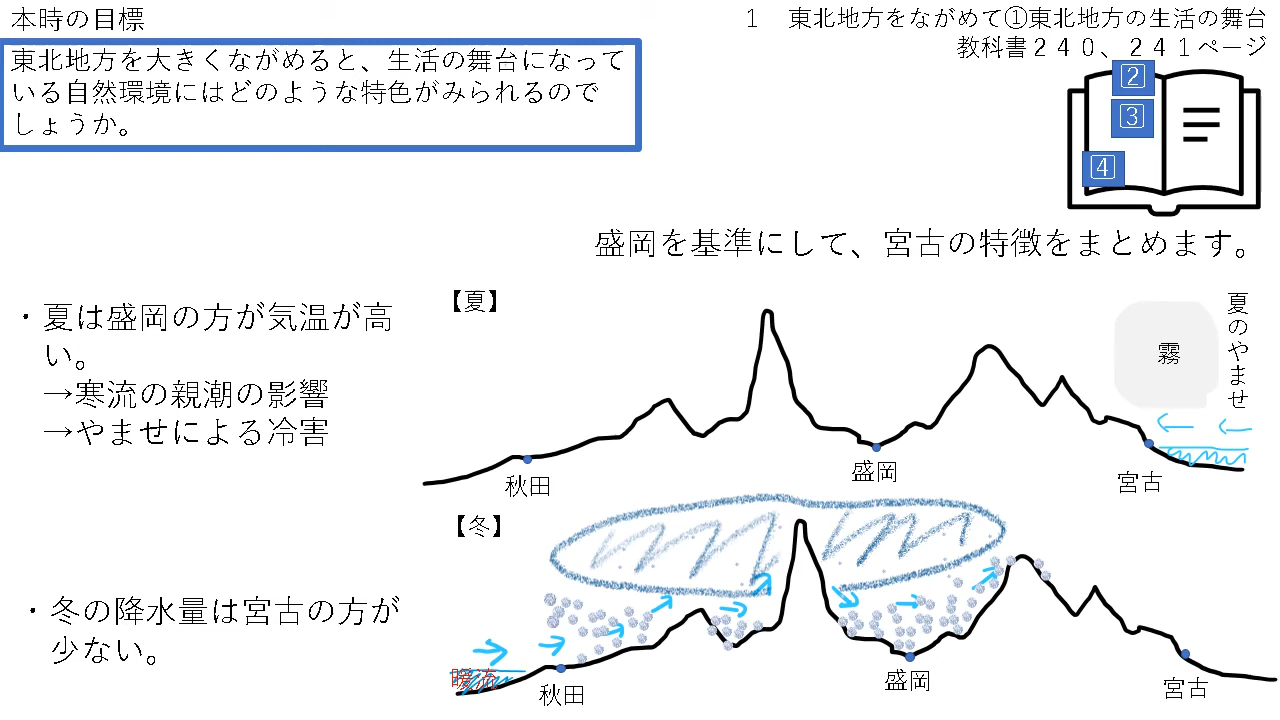 本時の目標
東北地方を大きくながめると、生活の舞台になって
いる自然環境にはどのような特色がみられるので
しょうか。
１　東北地方をながめて①東北地方の生活の舞台
教科書２４０、２４１ページ
2
3
4
盛岡を基準にして、宮古の特徴をまとめます。
・夏は盛岡の方が気温が高
い。
→寒流の親潮の影響
→やませによる冷害
【夏】
霧
夏のやませ
秋田
盛岡
宮古
・冬の降水量は宮古の方が
少ない。
【冬】
暖流
秋田
盛岡
宮古